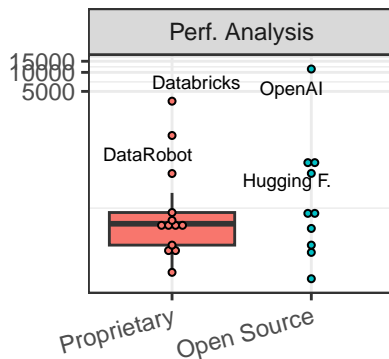 Perf. Analysis
15000
10000
5000
Databricks
OpenAI
DataRobot
Hugging F.
Proprietary
Open Source